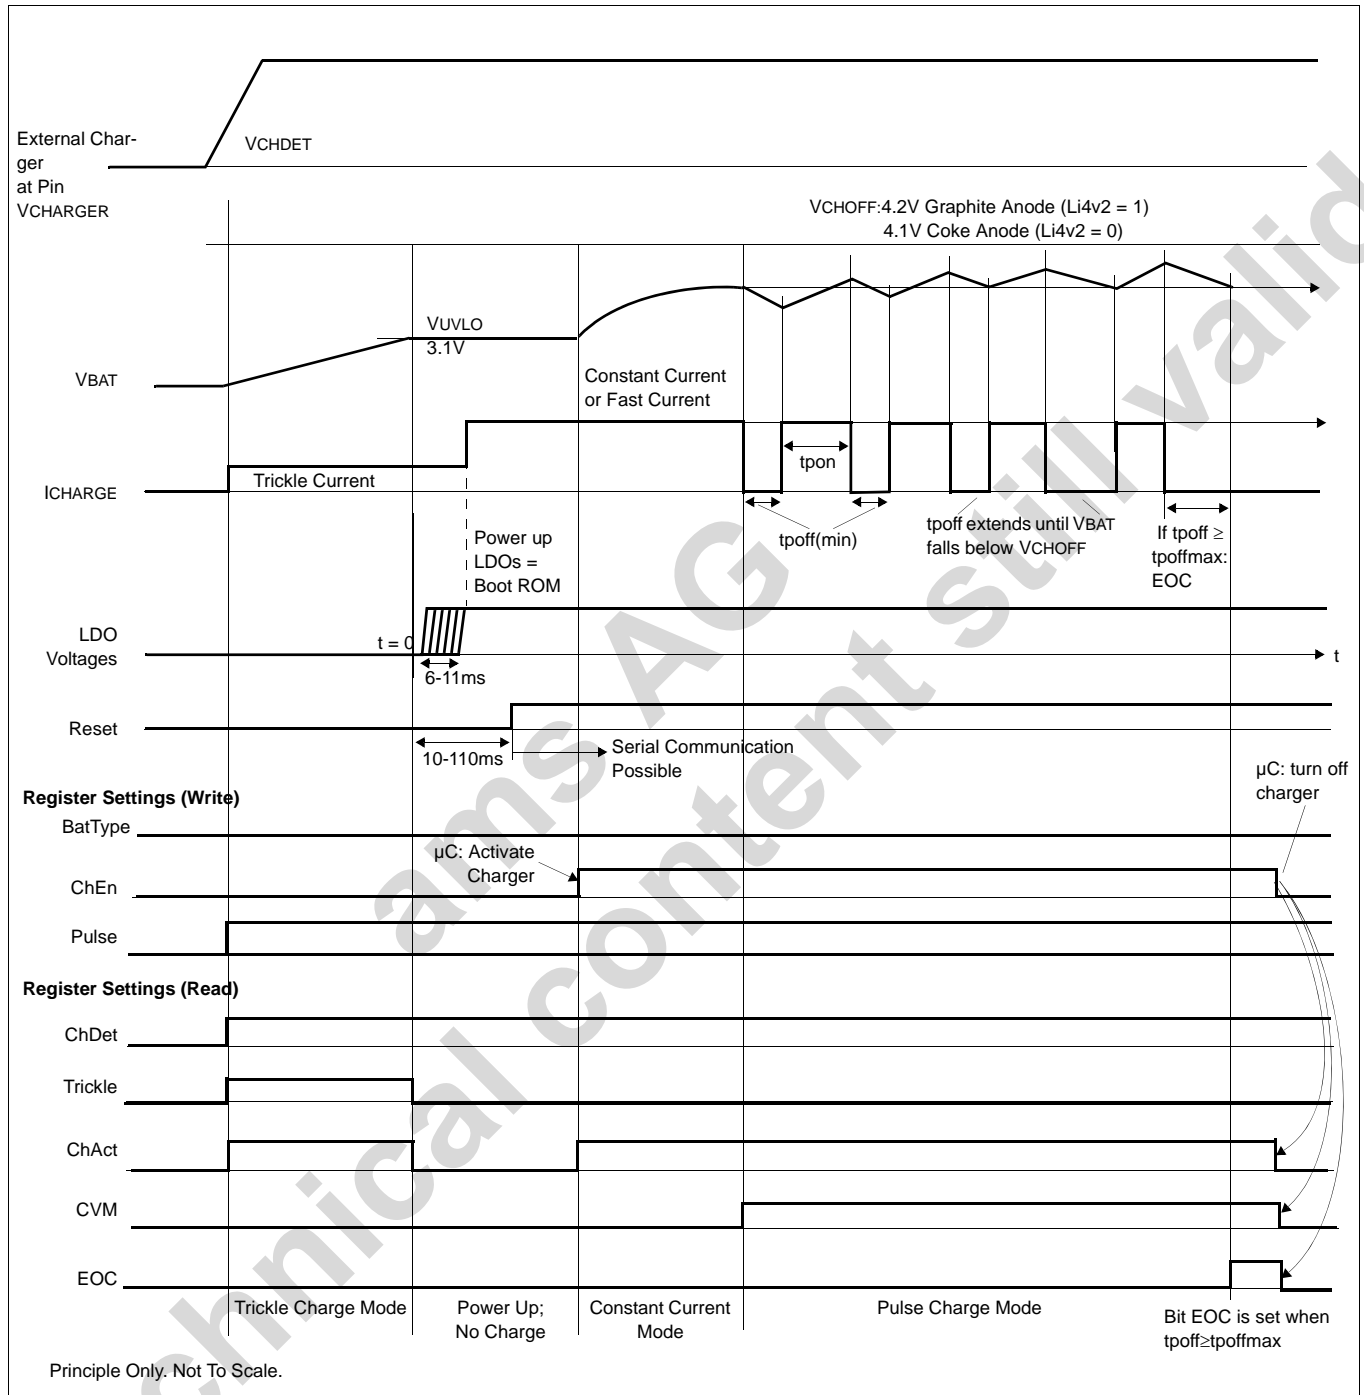 External Char-
ger
at Pin
VCHARGER
VCHDET
VCHOFF:4.2V Graphite Anode (Li4v2 = 1)
4.1V Coke Anode (Li4v2 = 0)
VUVLO
3.1V
VBAT
Constant Current
or Fast Current
Trickle Current
ICHARGE
tpon
tpoff(min)
tpoff extends until VBAT
falls below VCHOFF
If tpoff ≥
tpoffmax:
EOC
Power up
LDOs =
Boot ROM
LDO
Voltages
t = 0
6-11ms
t
Reset
10-110ms
Serial Communication
Possible
µC: turn off
charger
Register Settings (Write)
BatType
µC: Activate
Charger
ChEn
Pulse
Register Settings (Read)
ChDet
Trickle
ChAct
CVM
EOC
Trickle Charge Mode
Power Up;
No Charge
Constant Current
Mode
Pulse Charge Mode
Bit EOC is set when
tpoff≥tpoffmax
Principle Only. Not To Scale.
ams AG
chnical content still valid